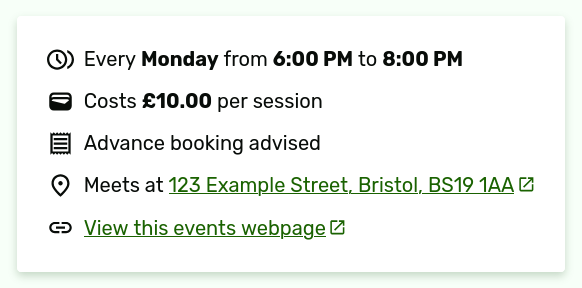 Every Monday from 6:00 PM to 8:00 PM
Costs £10.00 per session
Advance booking advised
Meets at 123 Example Street, Bristol, BS19 1AA
View this events webpage